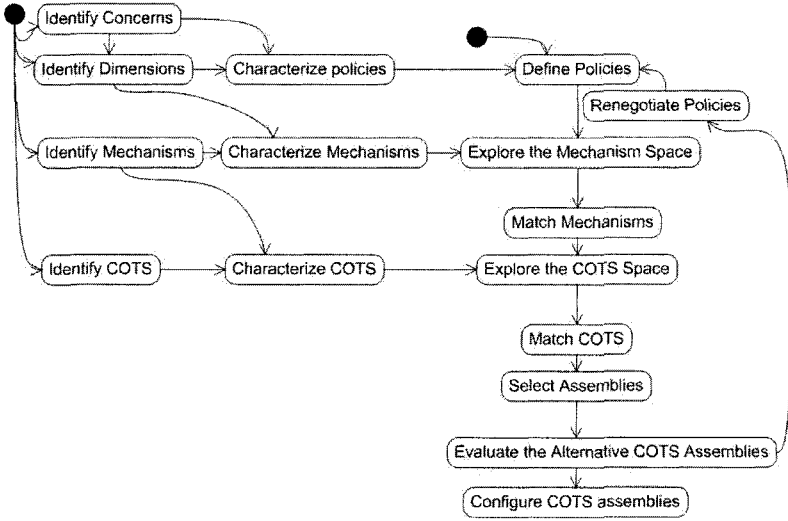 Identify Concerns
Identify Dimensions
Characterize policies
Define Policies
Renegotiate Policies
Identify Mechanisms
Characterize Mechanisms
Explore the Mechanism Space
Match Mechanisms
Identify COTS
Characterize COTS
Explore the COTS Space
Match COTS
Select Assemblies
Evaluate the Alternative COTS Assemblies
Configure COTS assemblies